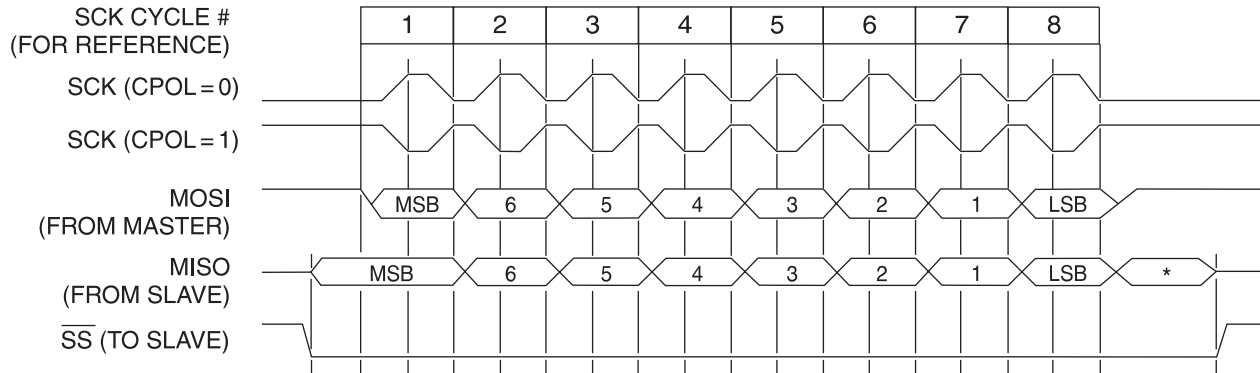 SCK CYCLE # 1 2 3 4 5 6 7 8
(FOR REFERENCE)
SCK (CPOL = 0)
SCK (CPOL = 1)
MOSI MSB 6 5 4 3 2 1 LSB
(FROM MASTER)
MISO MSB 6 5 4 3 2 1 LSB *
(FROM SLAVE)
SS (TO SLAVE)